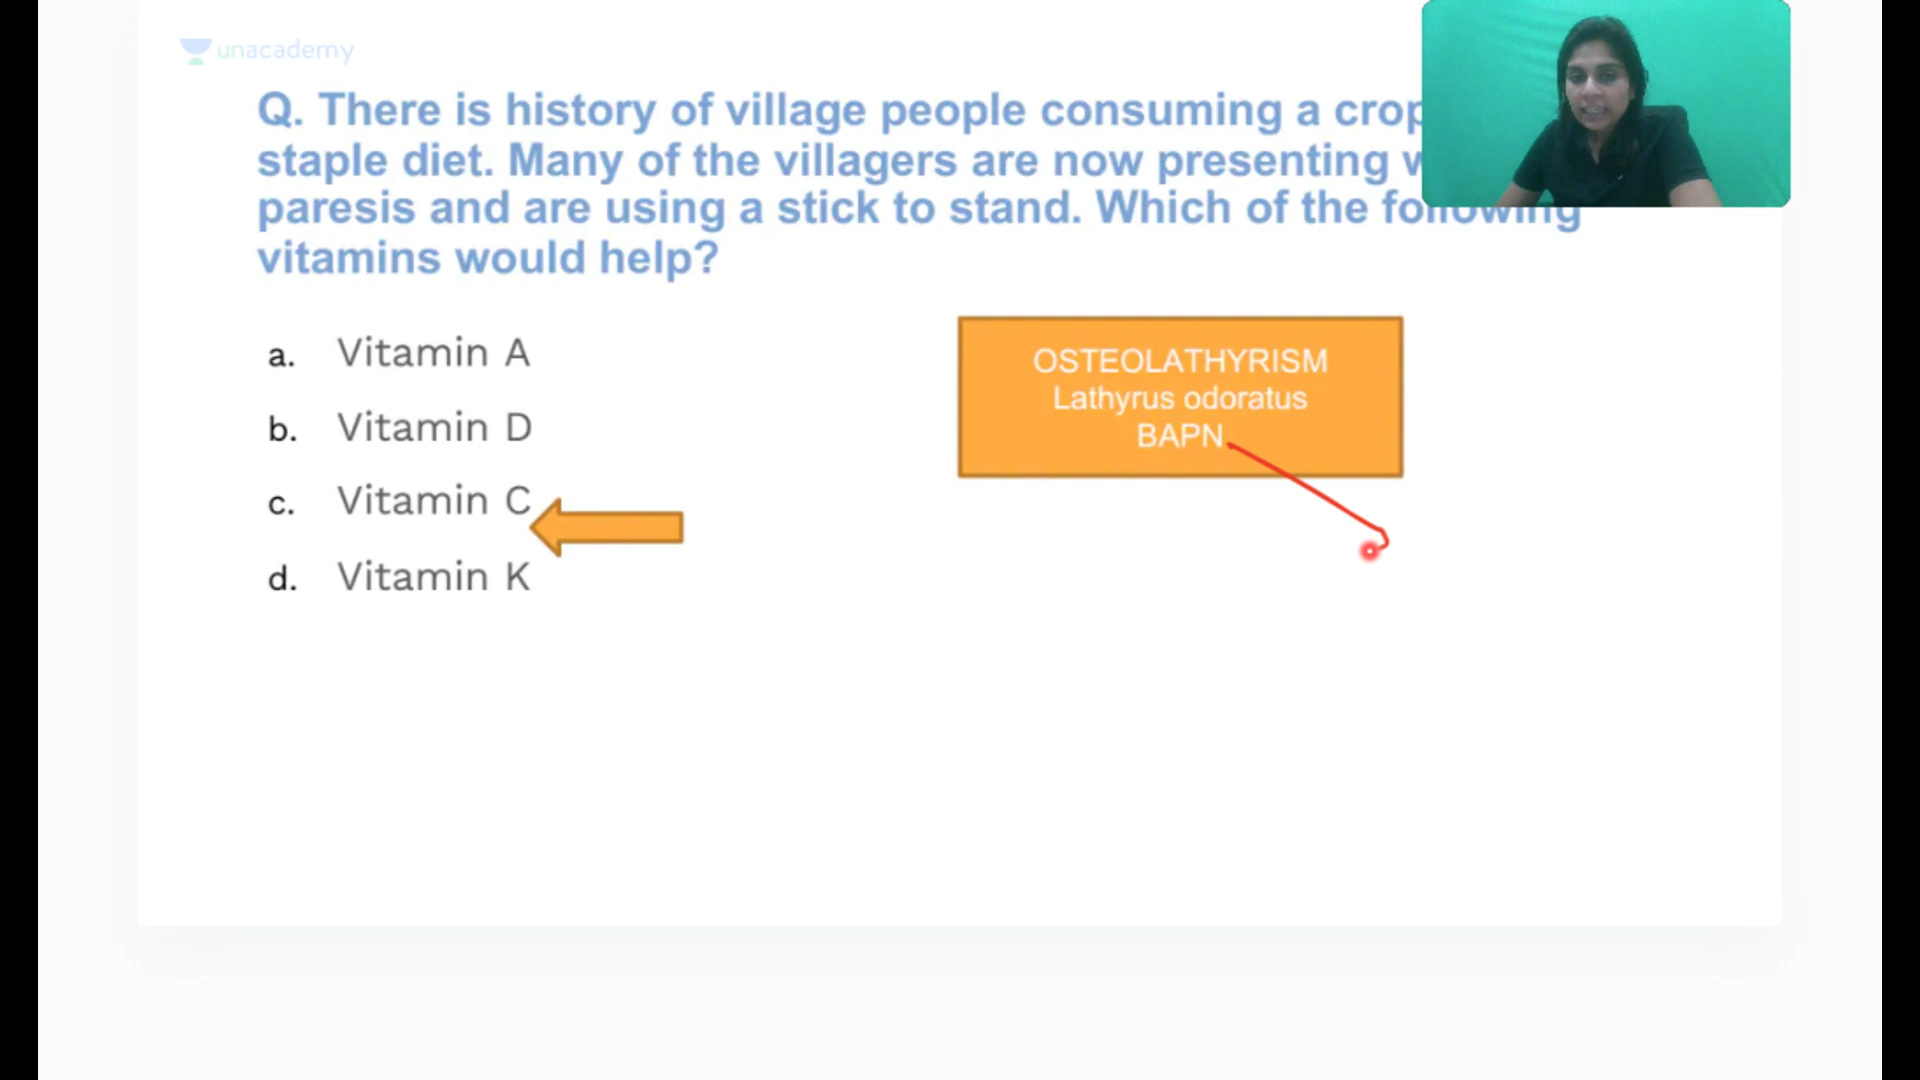 unacademy
Q. There is history of village people consuming a crop
staple diet. Many of the villagers are now presenting
paresis and are using a stick to stand. Which of the following
vitamins would help?
a. Vitamin A
b. Vitamin D
c. Vitamin C
d. Vitamin K
OSTEOLATHYRISM
Lathyrus odoratus
BAPN